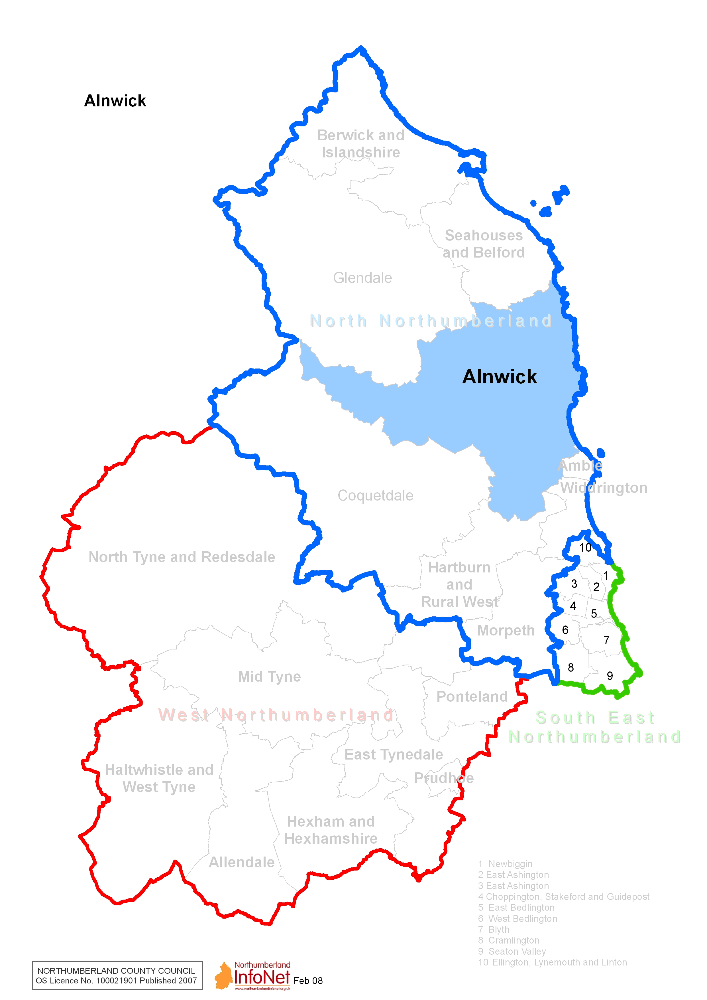 Alnwick
Berwick and
Islandshire
Seahouses
and Belford
Glendale
North Northumberland
Alnwick
Amble
Widdrington
Coquetdale
North Tyne and Redesdale
10
Hartburn
and
Rural West
1
3
2
4
5
Morpeth
6
7
8
9
Mid Tyne
Ponteland
West Northumberland
South East
Northumberland
East Tynedale
Haltwhistle and
West Tyne
Prudhoe
Hexham and
Hexhamshire
Allendale
1 Newbiggin
2 East Ashington
3 East Ashington
4 Choppington, Stakeford and Guidepost
5 East Bedlington
6 West Bedlington
7 Blyth
8 Cramlington
9 Seaton Valley
10 Ellington, Lynemouth and Linton
NORTHUMBERLAND COUNTY COUNCIL
OS Licence No. 100021901 Published 2007
Northumberland
InfoNet
www.northumberlandinfonet.org.uk
Feb 08